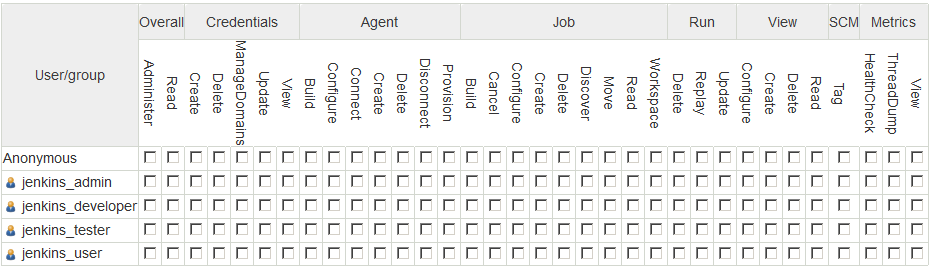 User/group Overall Credentials Agent Job Run View SCM Metrics
Administer Read Create Delete ManageDomains Update View Build Configure Connect Create Delete Disconnect Provision Build Cancel Configure Create Delete Discover Move Read Workspace Delete Replay Update Configure Create Delete Read Tag HealthCheck ThreadDump View
Anonymous
jenkins_admin
jenkins_developer
jenkins_tester
jenkins_user